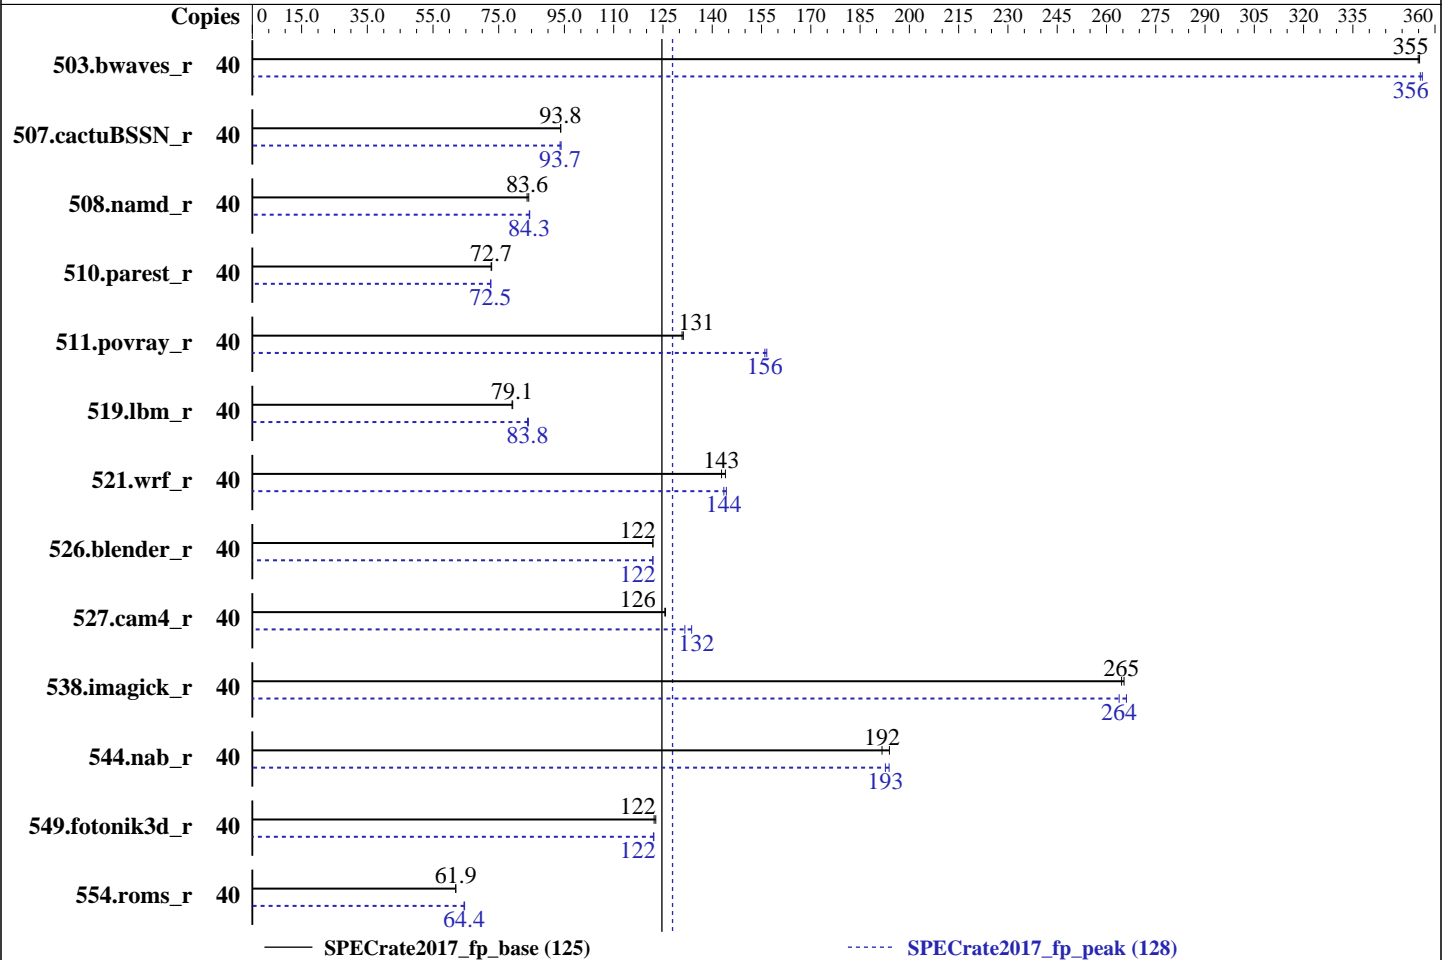 Copies 0 15.0 35.0 55.0 75.0 95.0 110 125 140 155 170 185 200 215 230 245 260 275 290 305 320 335 360
355
503.bwaves_r 40
356
93.8
507.cactuBSSN_r 40
93.7
83.6
508.namd_r 40
84.3
72.7
510.parest_r 40
72.5
131
511.povray_r 40
156
79.1
519.lbm_r 40
83.8
143
521.wrf_r 40
144
122
526.blender_r 40
122
126
527.cam4_r 40
132
265
538.imagick_r 40
264
192
544.nab_r 40
193
122
549.fotonik3d_r 40
122
61.9
554.roms_r 40
64.4
SPECrate2017_fp_base (125) SPECrate2017_fp_peak (128)